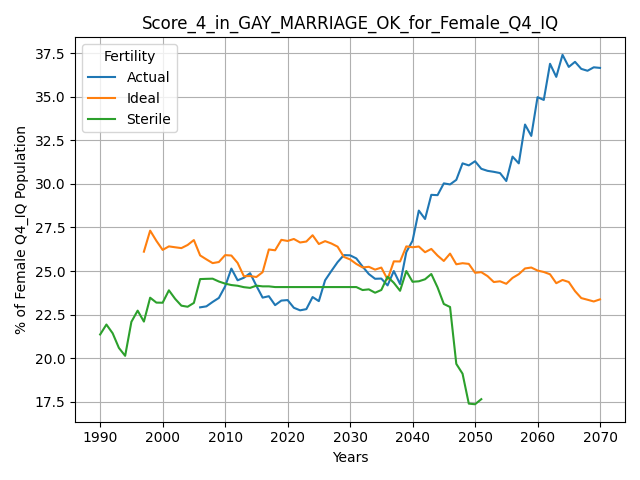 Score_4_in_GAY_MARRIAGE_OK_for_Female_Q4_IQ
Fertility
Actual
Ideal
Sterile
% of Female Q4_IQ Population
37.5
35.0
32.5
30.0
27.5
25.0
22.5
20.0
17.5
1990 2000 2010 2020 2030 2040 2050 2060 2070
Years